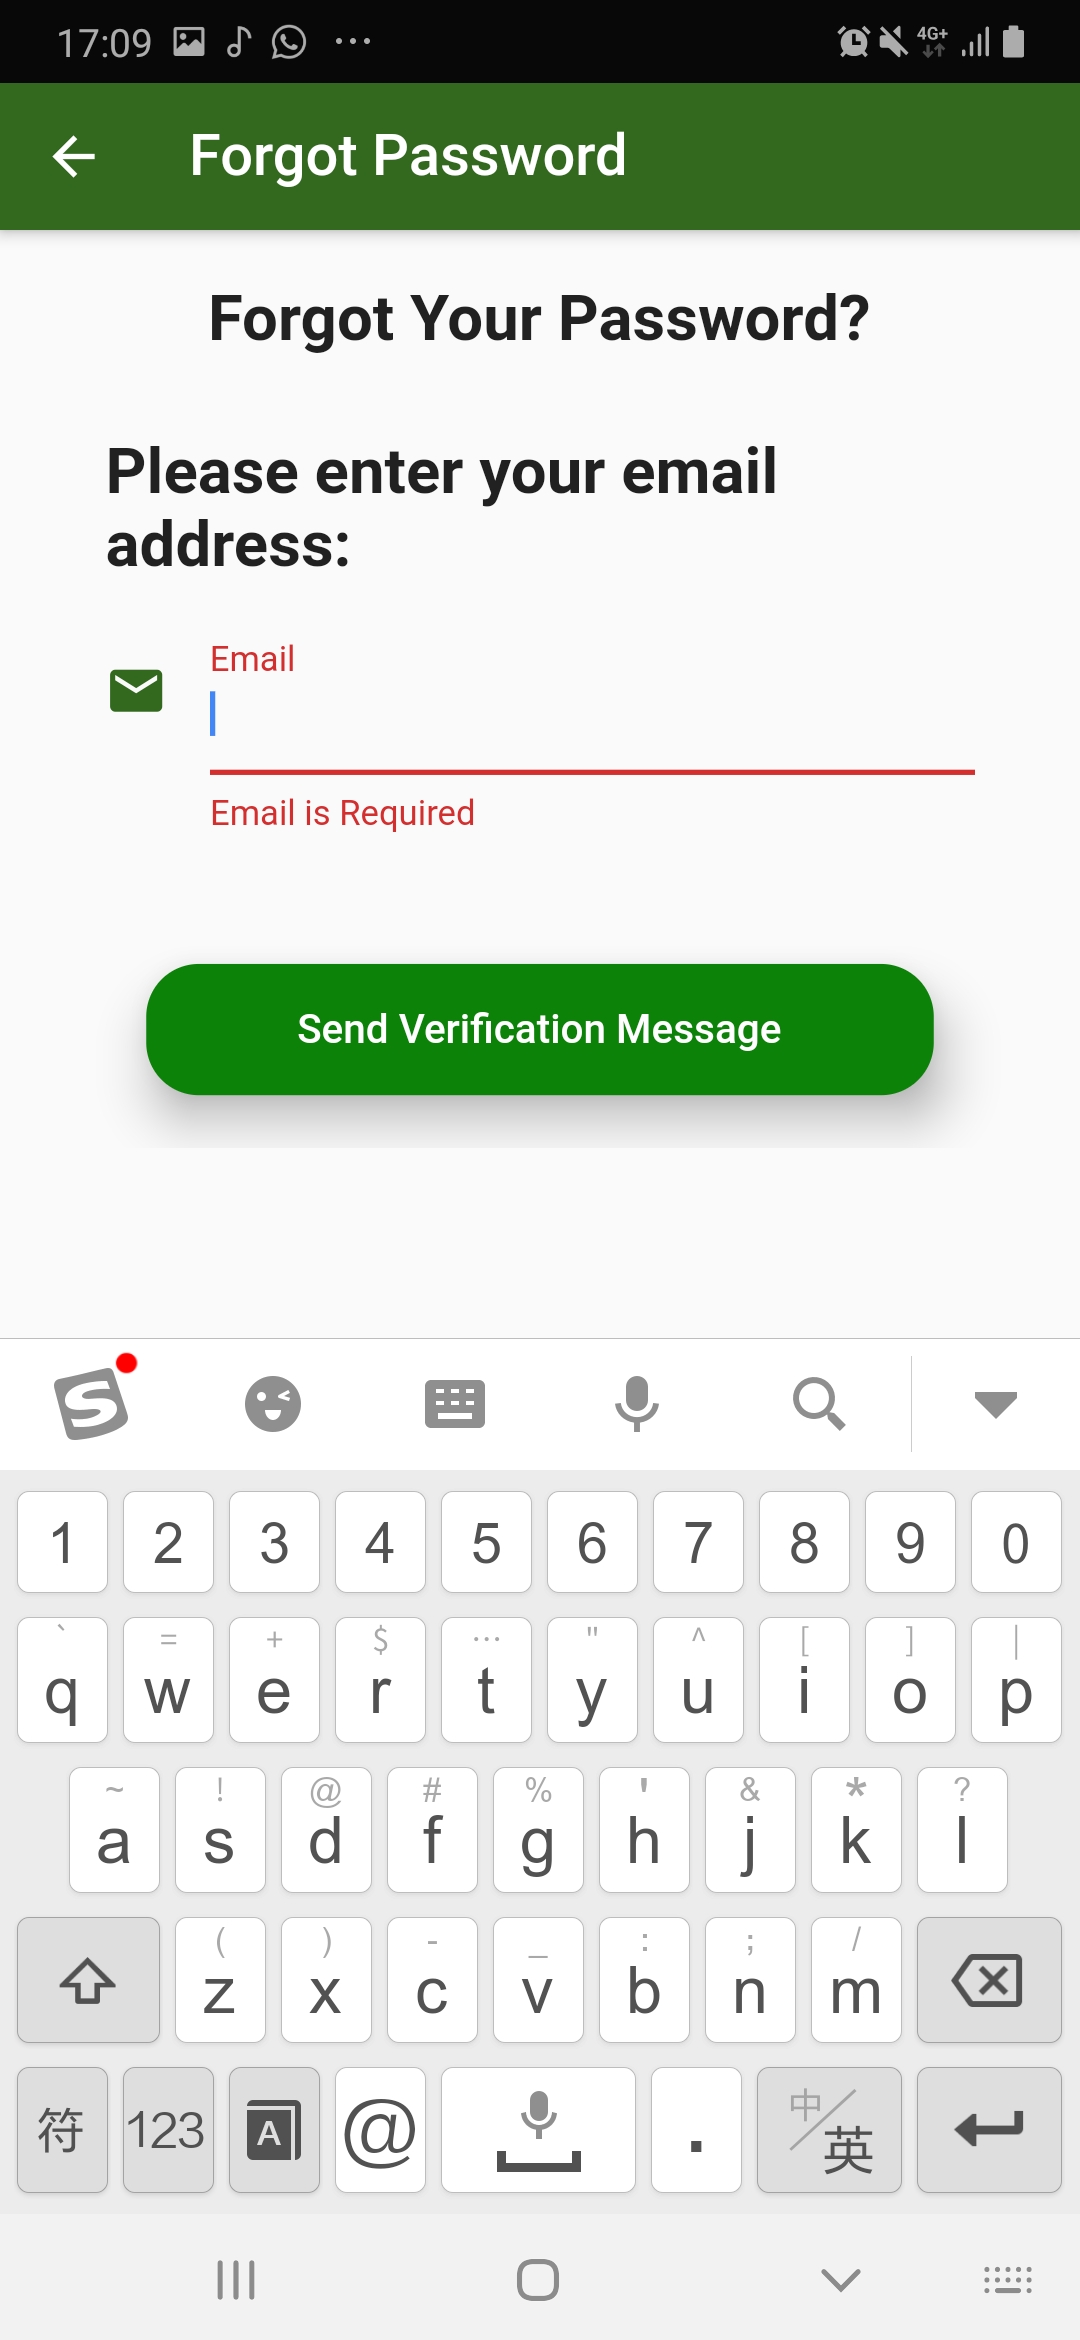 17:09 4G+
Forgot Password
Forgot Your Password?
Please enter your email
address:
Email
Email is Required
Send Verification Message
1 2 3 4 5 6 7 8 9 0
` = + $ ... " ^ [ ] |
q w e r t y u i o p
~ ! @ # % ' & * ?
a s d f g h j k l
( ) - _ : ; /
z x c v b n m
符 123 A @ . 中/英